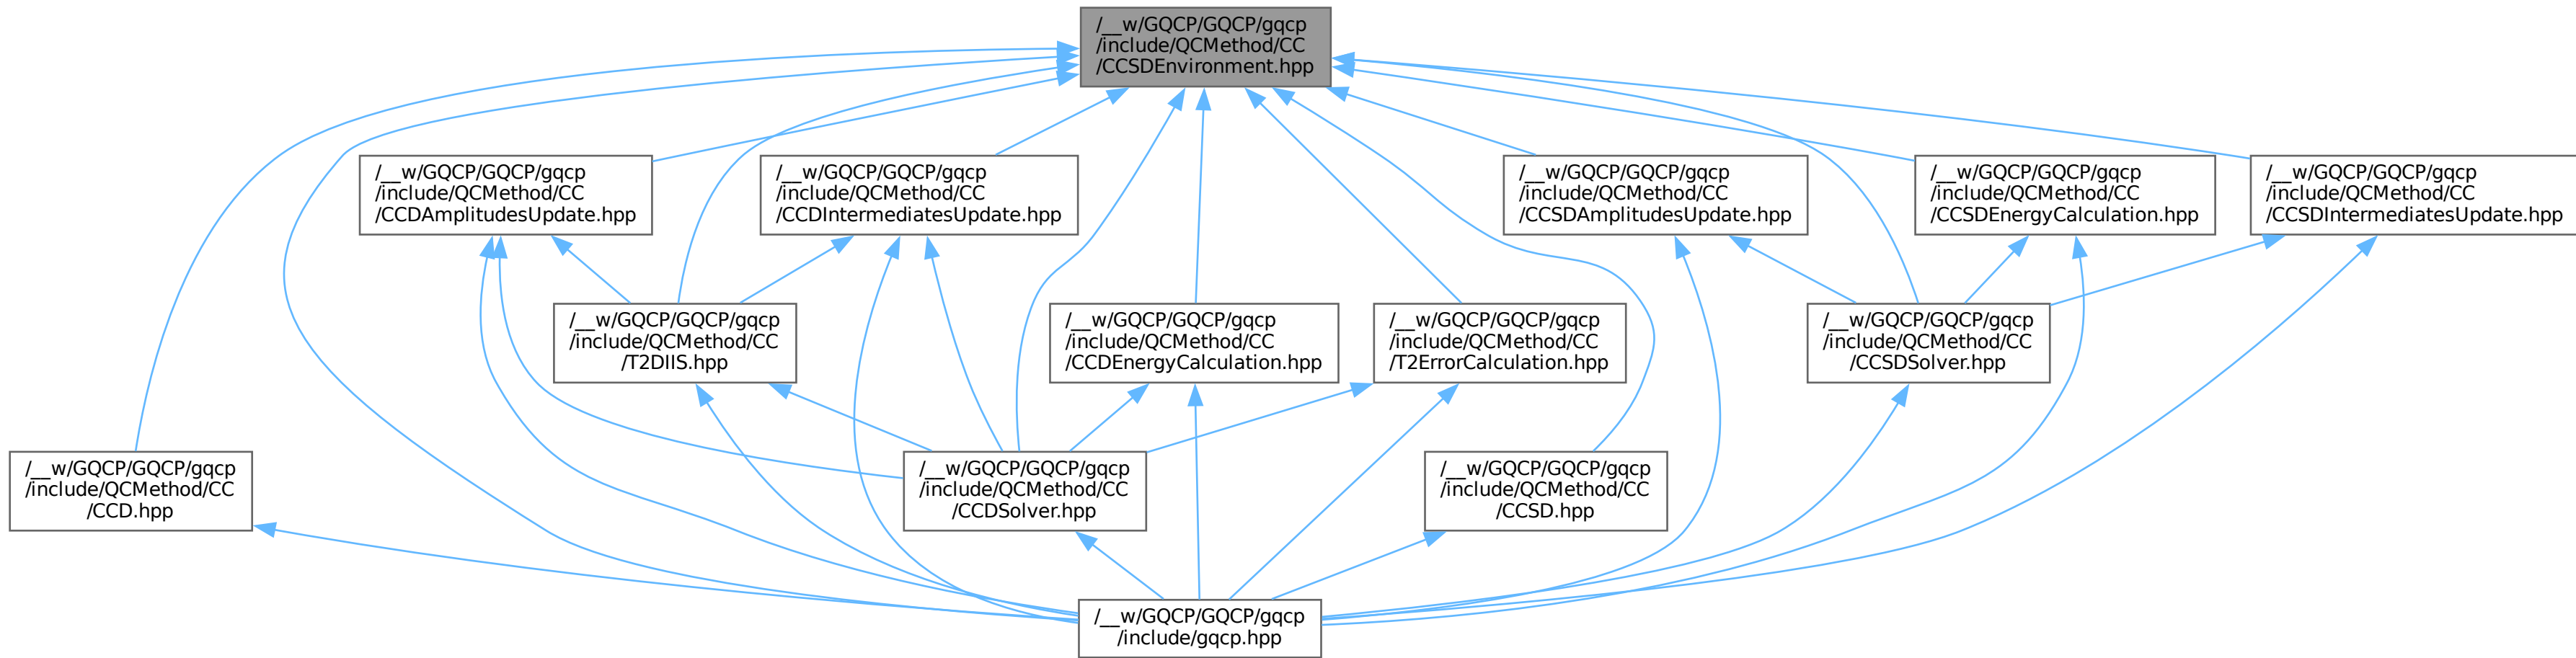 /__w/GQCP/GQCP/gqcp
/include/QCMethod/CC
/CCSDEnvironment.hpp
/__w/GQCP/GQCP/gqcp
/include/QCMethod/CC
/CCDAmplitudesUpdate.hpp
/__w/GQCP/GQCP/gqcp
/include/QCMethod/CC
/CCDIntermediatesUpdate.hpp
/__w/GQCP/GQCP/gqcp
/include/QCMethod/CC
/CCSDAmplitudesUpdate.hpp
/__w/GQCP/GQCP/gqcp
/include/QCMethod/CC
/CCSDEnergyCalculation.hpp
/__w/GQCP/GQCP/gqcp
/include/QCMethod/CC
/CCSDIntermediatesUpdate.hpp
/__w/GQCP/GQCP/gqcp
/include/QCMethod/CC
/T2DIIS.hpp
/__w/GQCP/GQCP/gqcp
/include/QCMethod/CC
/CCDEnergyCalculation.hpp
/__w/GQCP/GQCP/gqcp
/include/QCMethod/CC
/T2ErrorCalculation.hpp
/__w/GQCP/GQCP/gqcp
/include/QCMethod/CC
/CCSDSolver.hpp
/__w/GQCP/GQCP/gqcp
/include/QCMethod/CC
/CCD.hpp
/__w/GQCP/GQCP/gqcp
/include/QCMethod/CC
/CCDSolver.hpp
/__w/GQCP/GQCP/gqcp
/include/QCMethod/CC
/CCSD.hpp
/__w/GQCP/GQCP/gqcp
/include/gqcp.hpp